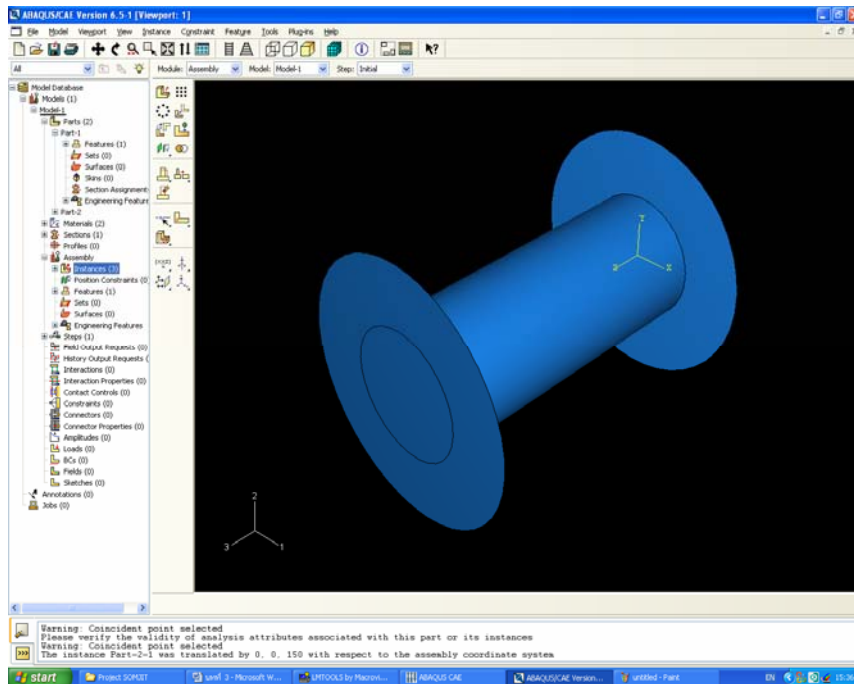 ABAQUS/CAE Version 6.5-1 [Viewport: 1]
File Model Viewport View Instance Constraint Feature Tools Plug-ins Help
All Module: Assembly Model: Model-1 Step: Initial
Model Database
Models (1)
Model-1
Parts (2)
Part-1
Features (1)
Sets (0)
Surfaces (0)
Skins (0)
Section Assignment
Engineering Feature
Part-2
Materials (2)
Sections (1)
Profiles (0)
Assembly
Instances (3)
Position Constraints (0
Features (1)
Sets (0)
Surfaces (0)
Engineering Features
Steps (1)
Field Output Requests (0)
History Output Requests (
Interactions (0)
Interaction Properties (0)
Contact Controls (0)
Constraints (0)
Connectors (0)
Connector Properties (0)
Amplitudes (0)
Loads (0)
BCs (0)
Fields (0)
Sketches (0)
Annotations (0)
Jobs (0)
Y
Z
X
2
3
1
Warning: Coincident point selected
Please verify the validity of analysis attributes associated with this part or its instances
Warning: Coincident point selected
The instance Part-2-1 was translated by 0, 0, 150 with respect to the assembly coordinate system
start Project SOMJIT บทที่ 3 - Microsoft W... LMTOOLS by Macrovi... ABAQUS CAE ABAQUS/CAE Version... untitled - Paint EN 15:36